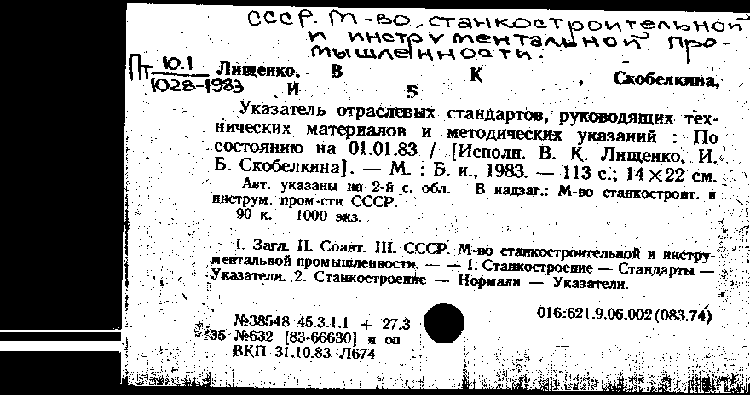 СССР. М-во станкостроительной
и инструментальной про-
мышленности.
Пт 10.1
1028-1983
Лищенко, В К , Скобелкина,
И Б
Указатель отраслевых стандартов, руководящих тех-
нических материалов и методических указаний : По
состоянию на 01.01.83 / [Исполн. В. К. Лищенко, И.
Б. Скобелкина]. — М. : Б. и., 1983. — 113 с.; 14×22 см.
Авт. указаны на 2-й с. обл. В надзаг.: М-во станкостроит. и
инструм. пром-сти СССР.
90 к. 1000 экз.
I. Загл. II. Соавт. III. СССР. М-во станкостроительной и инстру-
ментальной промышленности. — — 1. Станкостроение — Стандарты —
Указатели. 2. Станкостроение — Нормали — Указатели.
016:621.9.06.002(083.74)
№38548 45.3.1.1 + 27.3
35 №632 [83-66630] и оп
ВКП 31.10.83 Л674